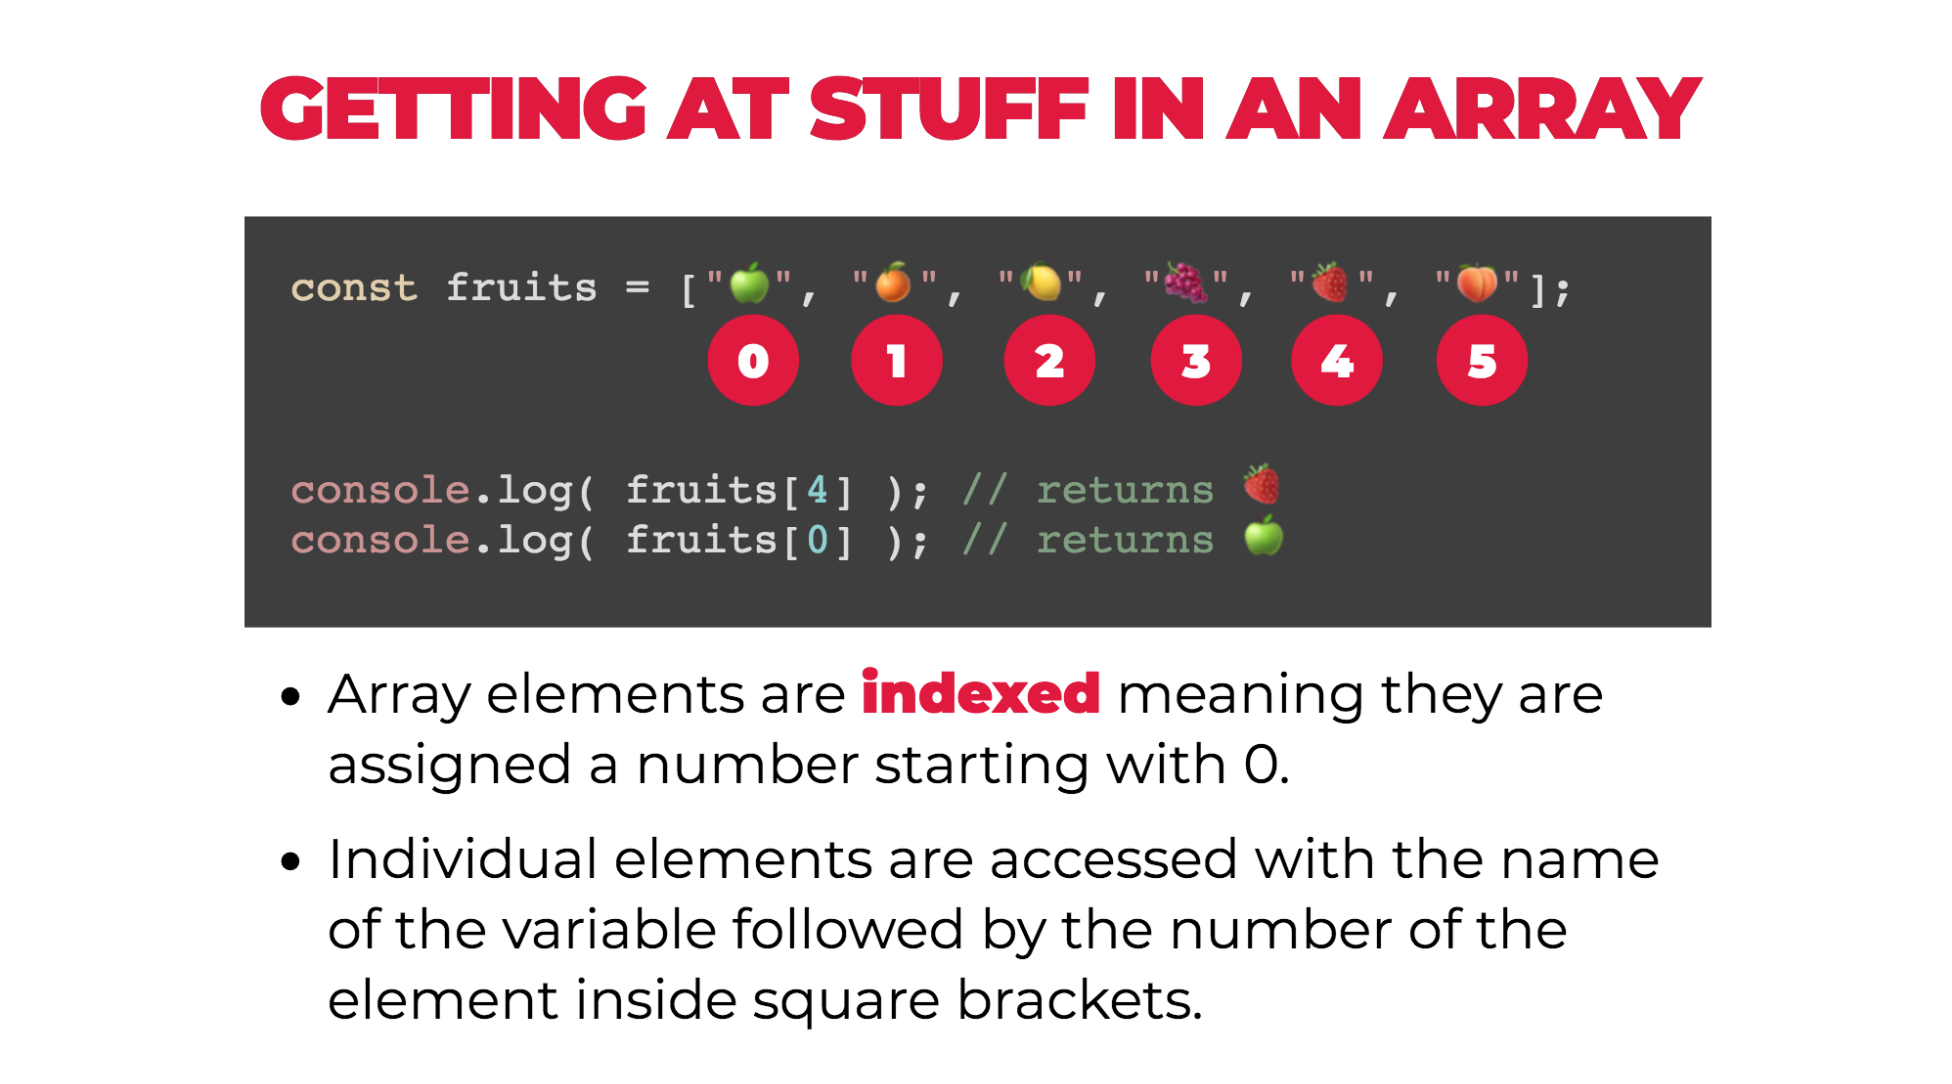 GETTING AT STUFF IN AN ARRAY
const fruits = ["🍏", "🍊", "🍋", "🍇", "🍓", "🍑"];
0 1 2 3 4 5
console.log( fruits[4] ); // returns 🍓
console.log( fruits[0] ); // returns 🍏
• Array elements are indexed meaning they are
assigned a number starting with 0.
• Individual elements are accessed with the name
of the variable followed by the number of the
element inside square brackets.